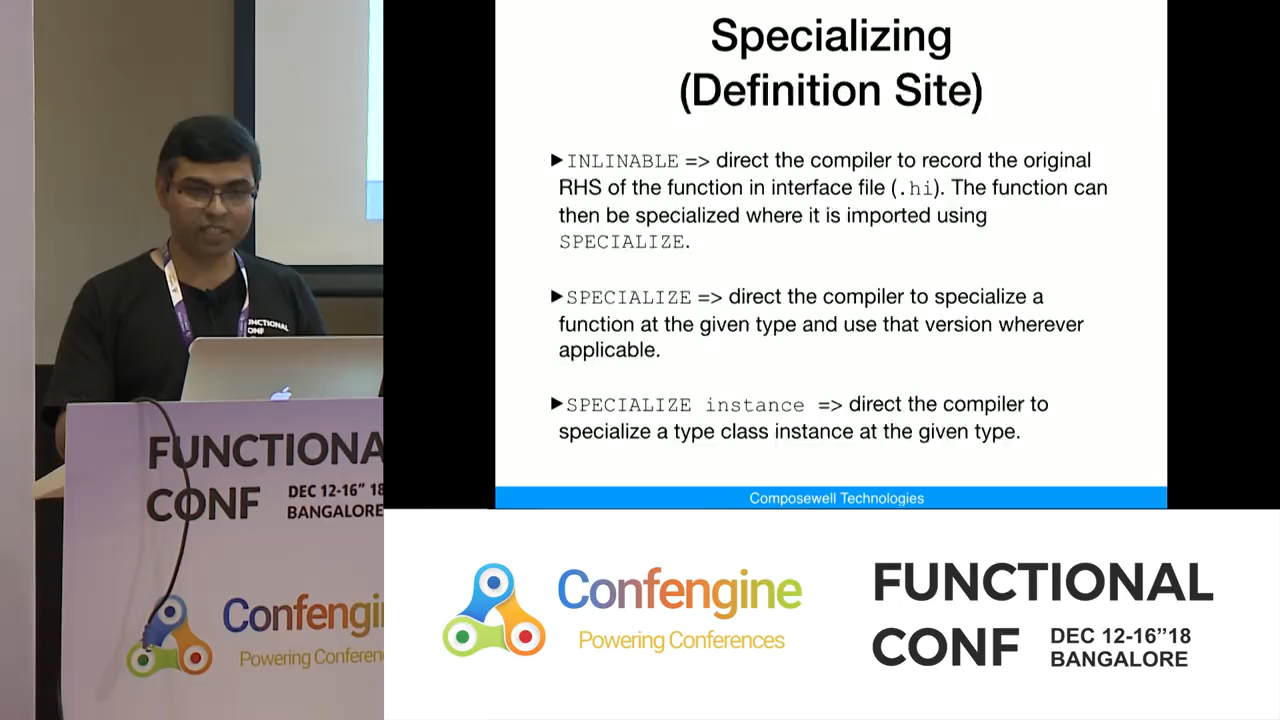 Specializing
(Definition Site)
►INLINABLE => direct the compiler to record the original
RHS of the function in interface file (.hi). The function can
then be specialized where it is imported using
SPECIALIZE.
►SPECIALIZE => direct the compiler to specialize a
function at the given type and use that version wherever
applicable.
►SPECIALIZE instance => direct the compiler to
specialize a type class instance at the given type.
Composewell Technologies
CONF
FUNCTIONA
CONF
DEC 12-16" 18
BANGALORE
Confengin
Powering Conferen
Confengine
Powering Conferences
FUNCTIONAL
CONF
DEC 12-16"18
BANGALORE